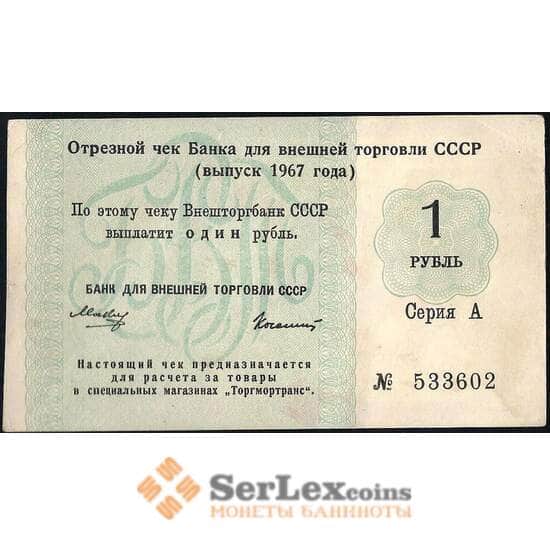 Отрезной чек Банка для внешней торговли СССР
(выпуск 1967 года)
По этому чеку Внешторгбанк СССР
выплатит один рубль.
1
РУБЛЬ
БАНК ДЛЯ ВНЕШНЕЙ ТОРГОВЛИ СССР
Серия А
Настоящий чек предназначается
для расчета за товары
в специальных магазинах „Торгмортранс“.
№ 533602
SerLexcoins
МОНЕТЫ БАНКНОТЫ